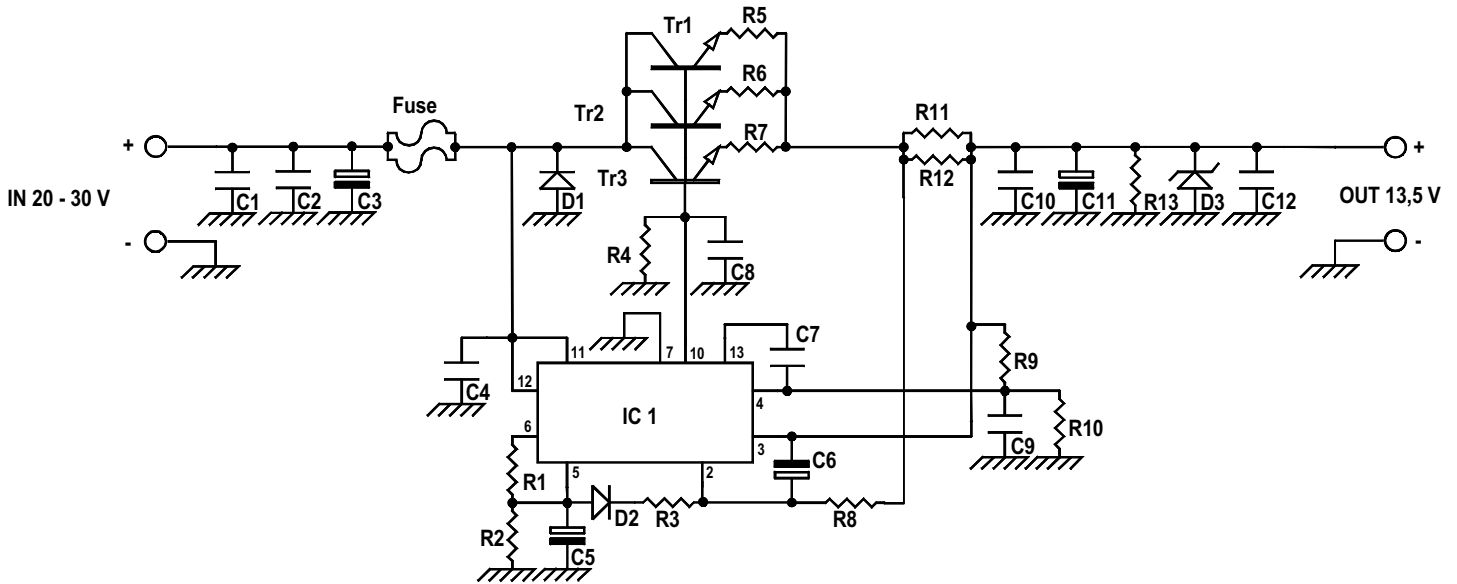 Tr1
R5
R6
Tr2
Fuse
R7
R11
+
+
Tr3
R12
IN 20 - 30 V
C1
C2
C3
D1
C10
C11
R13
D3
C12
OUT 13,5 V
-
-
R4
C8
C7
11
7
10
13
R9
C4
12
4
IC 1
6
3
C9
R10
R1
5
2
C6
D2
R3
R8
R2
C5